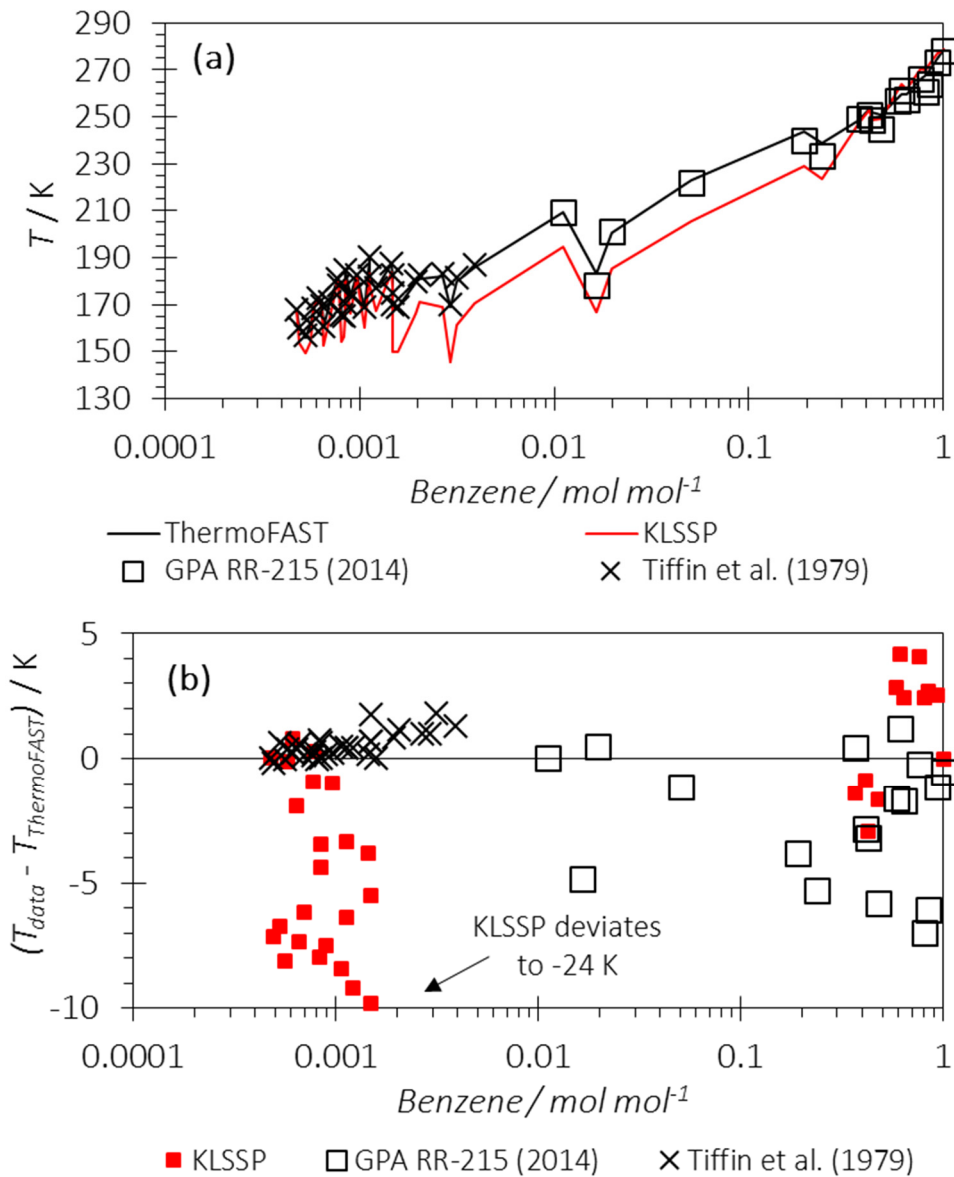 290
(a)
270
250
230
T / K
210
190
170
150
130
0.0001 0.001 0.01 0.1 1
Benzene / mol mol-1
ThermoFAST KLSSP
GPA RR-215 (2014) Tiffin et al. (1979)
5
(b)
0
(Tdata - TThermoFAST) / K
-5
KLSSP deviates
to -24 K
-10
0.0001 0.001 0.01 0.1 1
Benzene / mol mol-1
KLSSP GPA RR-215 (2014) Tiffin et al. (1979)